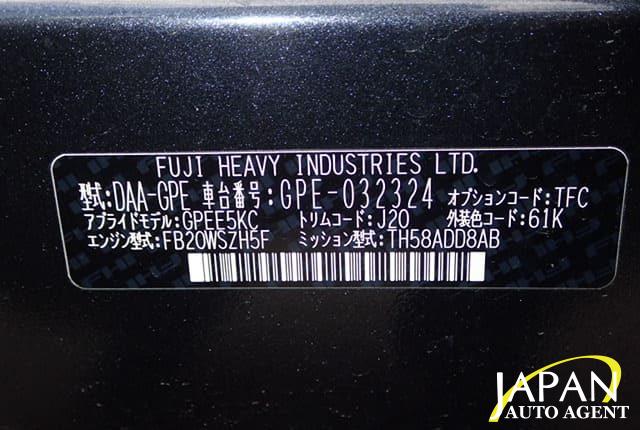 FUJI HEAVY INDUSTRIES LTD.
型式:DAA-GPE 車台番号:GPE-032324 オプションコード:TFC
アプライドモデル:GPEE5KC トリムコード:J20 外装色コード:61K
エンジン型式:FB20WSZH5F ミッション型式:TH58ADD8AB
JAPAN
AUTO AGENT